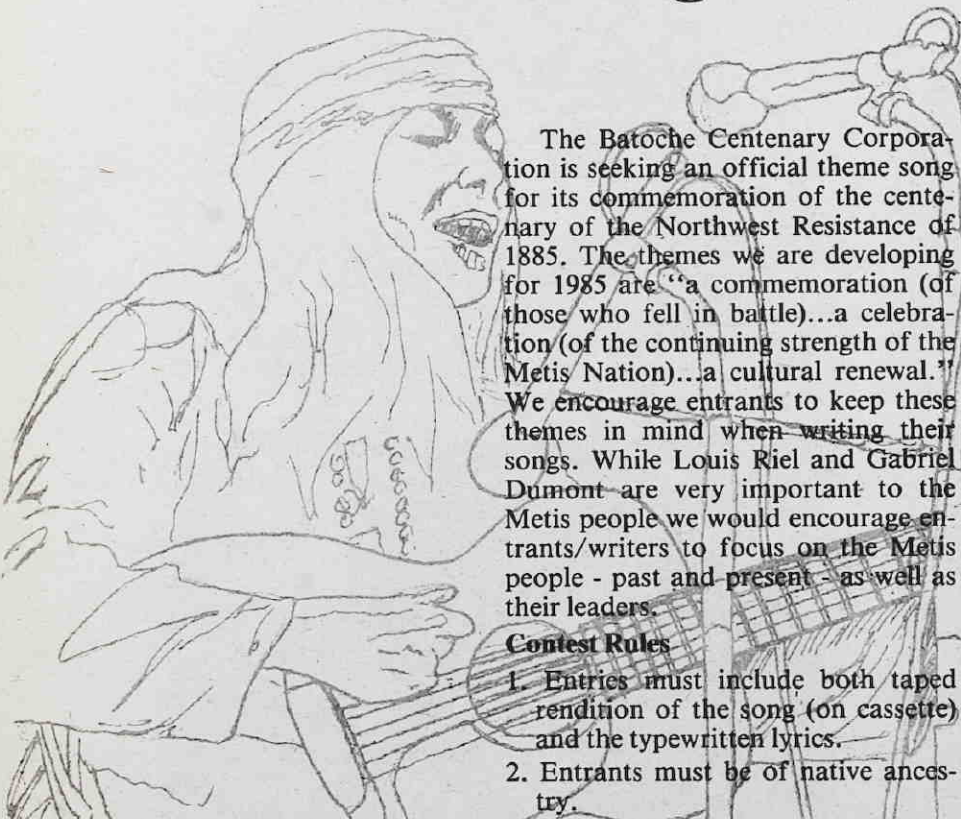 The Batoche Centenary Corpora-
tion is seeking an official theme song
for its commemoration of the cente-
nary of the Northwest Resistance of
1885. The themes we are developing
for 1985 are "a commemoration (of
those who fell in battle)...a celebra-
tion (of the continuing strength of the
Metis Nation)...a cultural renewal."
We encourage entrants to keep these
themes in mind when writing their
songs. While Louis Riel and Gabriel
Dumont are very important to the
Metis people we would encourage en-
trants/writers to focus on the Metis
people - past and present - as well as
their leaders.
Contest Rules
1. Entries must include both taped
rendition of the song (on cassette)
and the typewritten lyrics.
2. Entrants must be of native ances-
try.